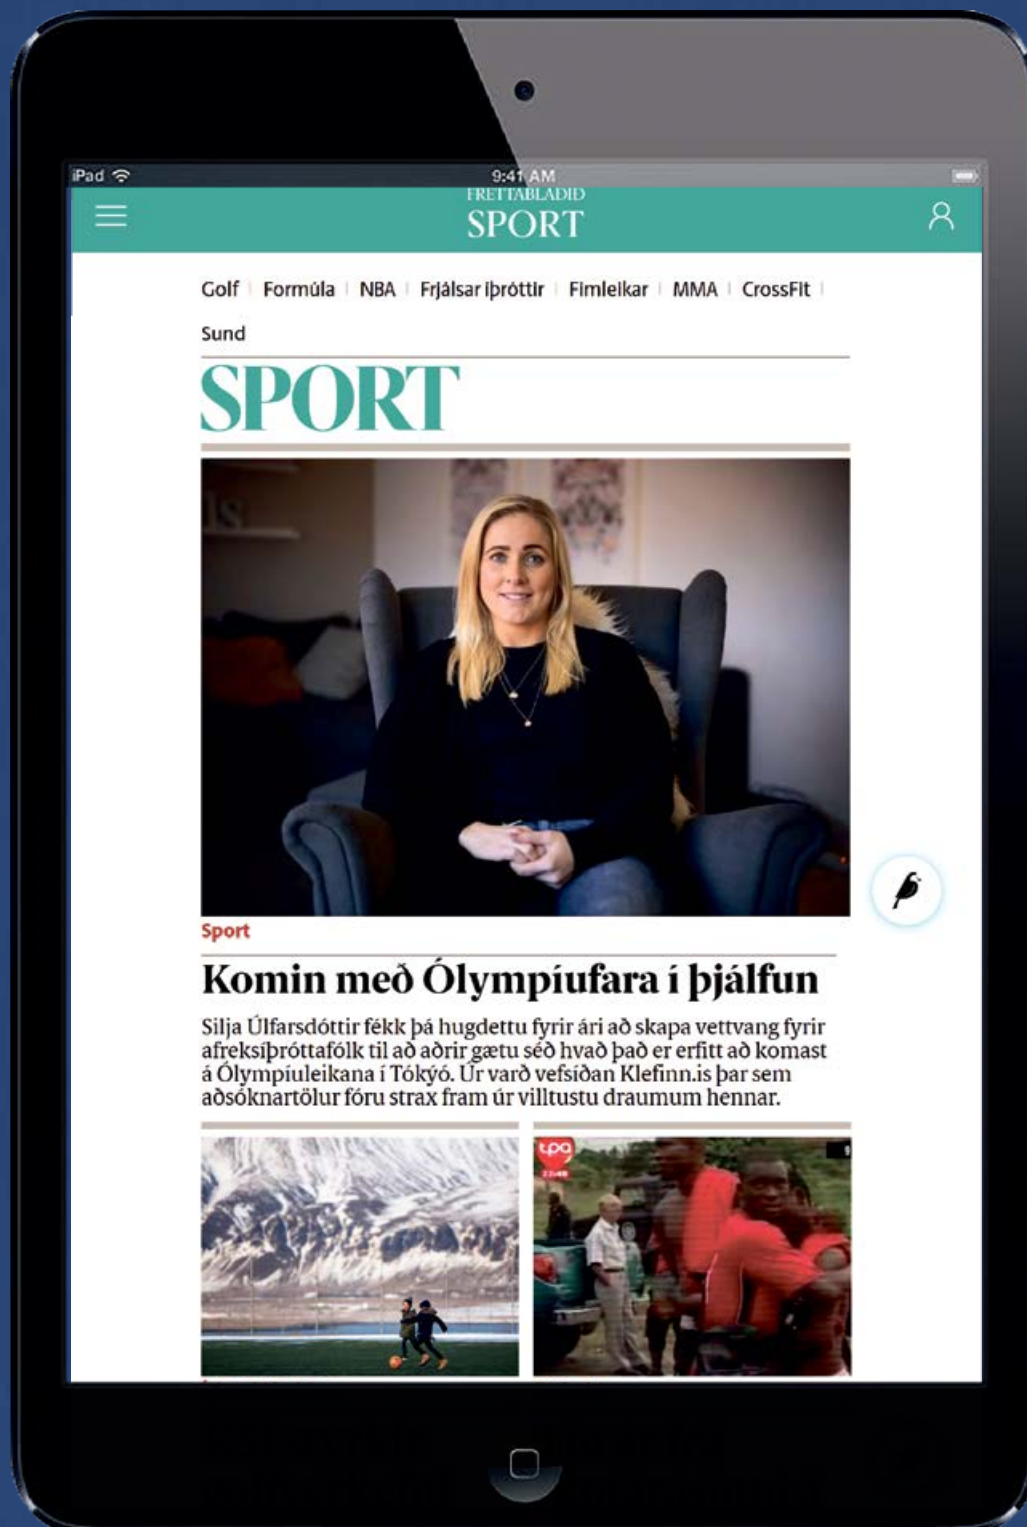 iPad
9:41 AM
FRETTABLADID
SPORT
Golf | Formúla | NBA | Frjálsar íþróttir | Fimleikar | MMA | CrossFit |
Sund
SPORT
Sport
Komin með Ólympíufara í þjálfun
Silja Úlfarsdóttir fékk þá hugdettu fyrir ári að skapa vettvang fyrir
afreksíþróttafólk til að aðrir gætu séð hvað það er erfitt að komast
á Ólympíuleikana í Tókýó. Úr varð vefsíðan Klefinn.is þar sem
aðsóknartölur fóru strax fram úr villtustu draumum hennar.
tpa